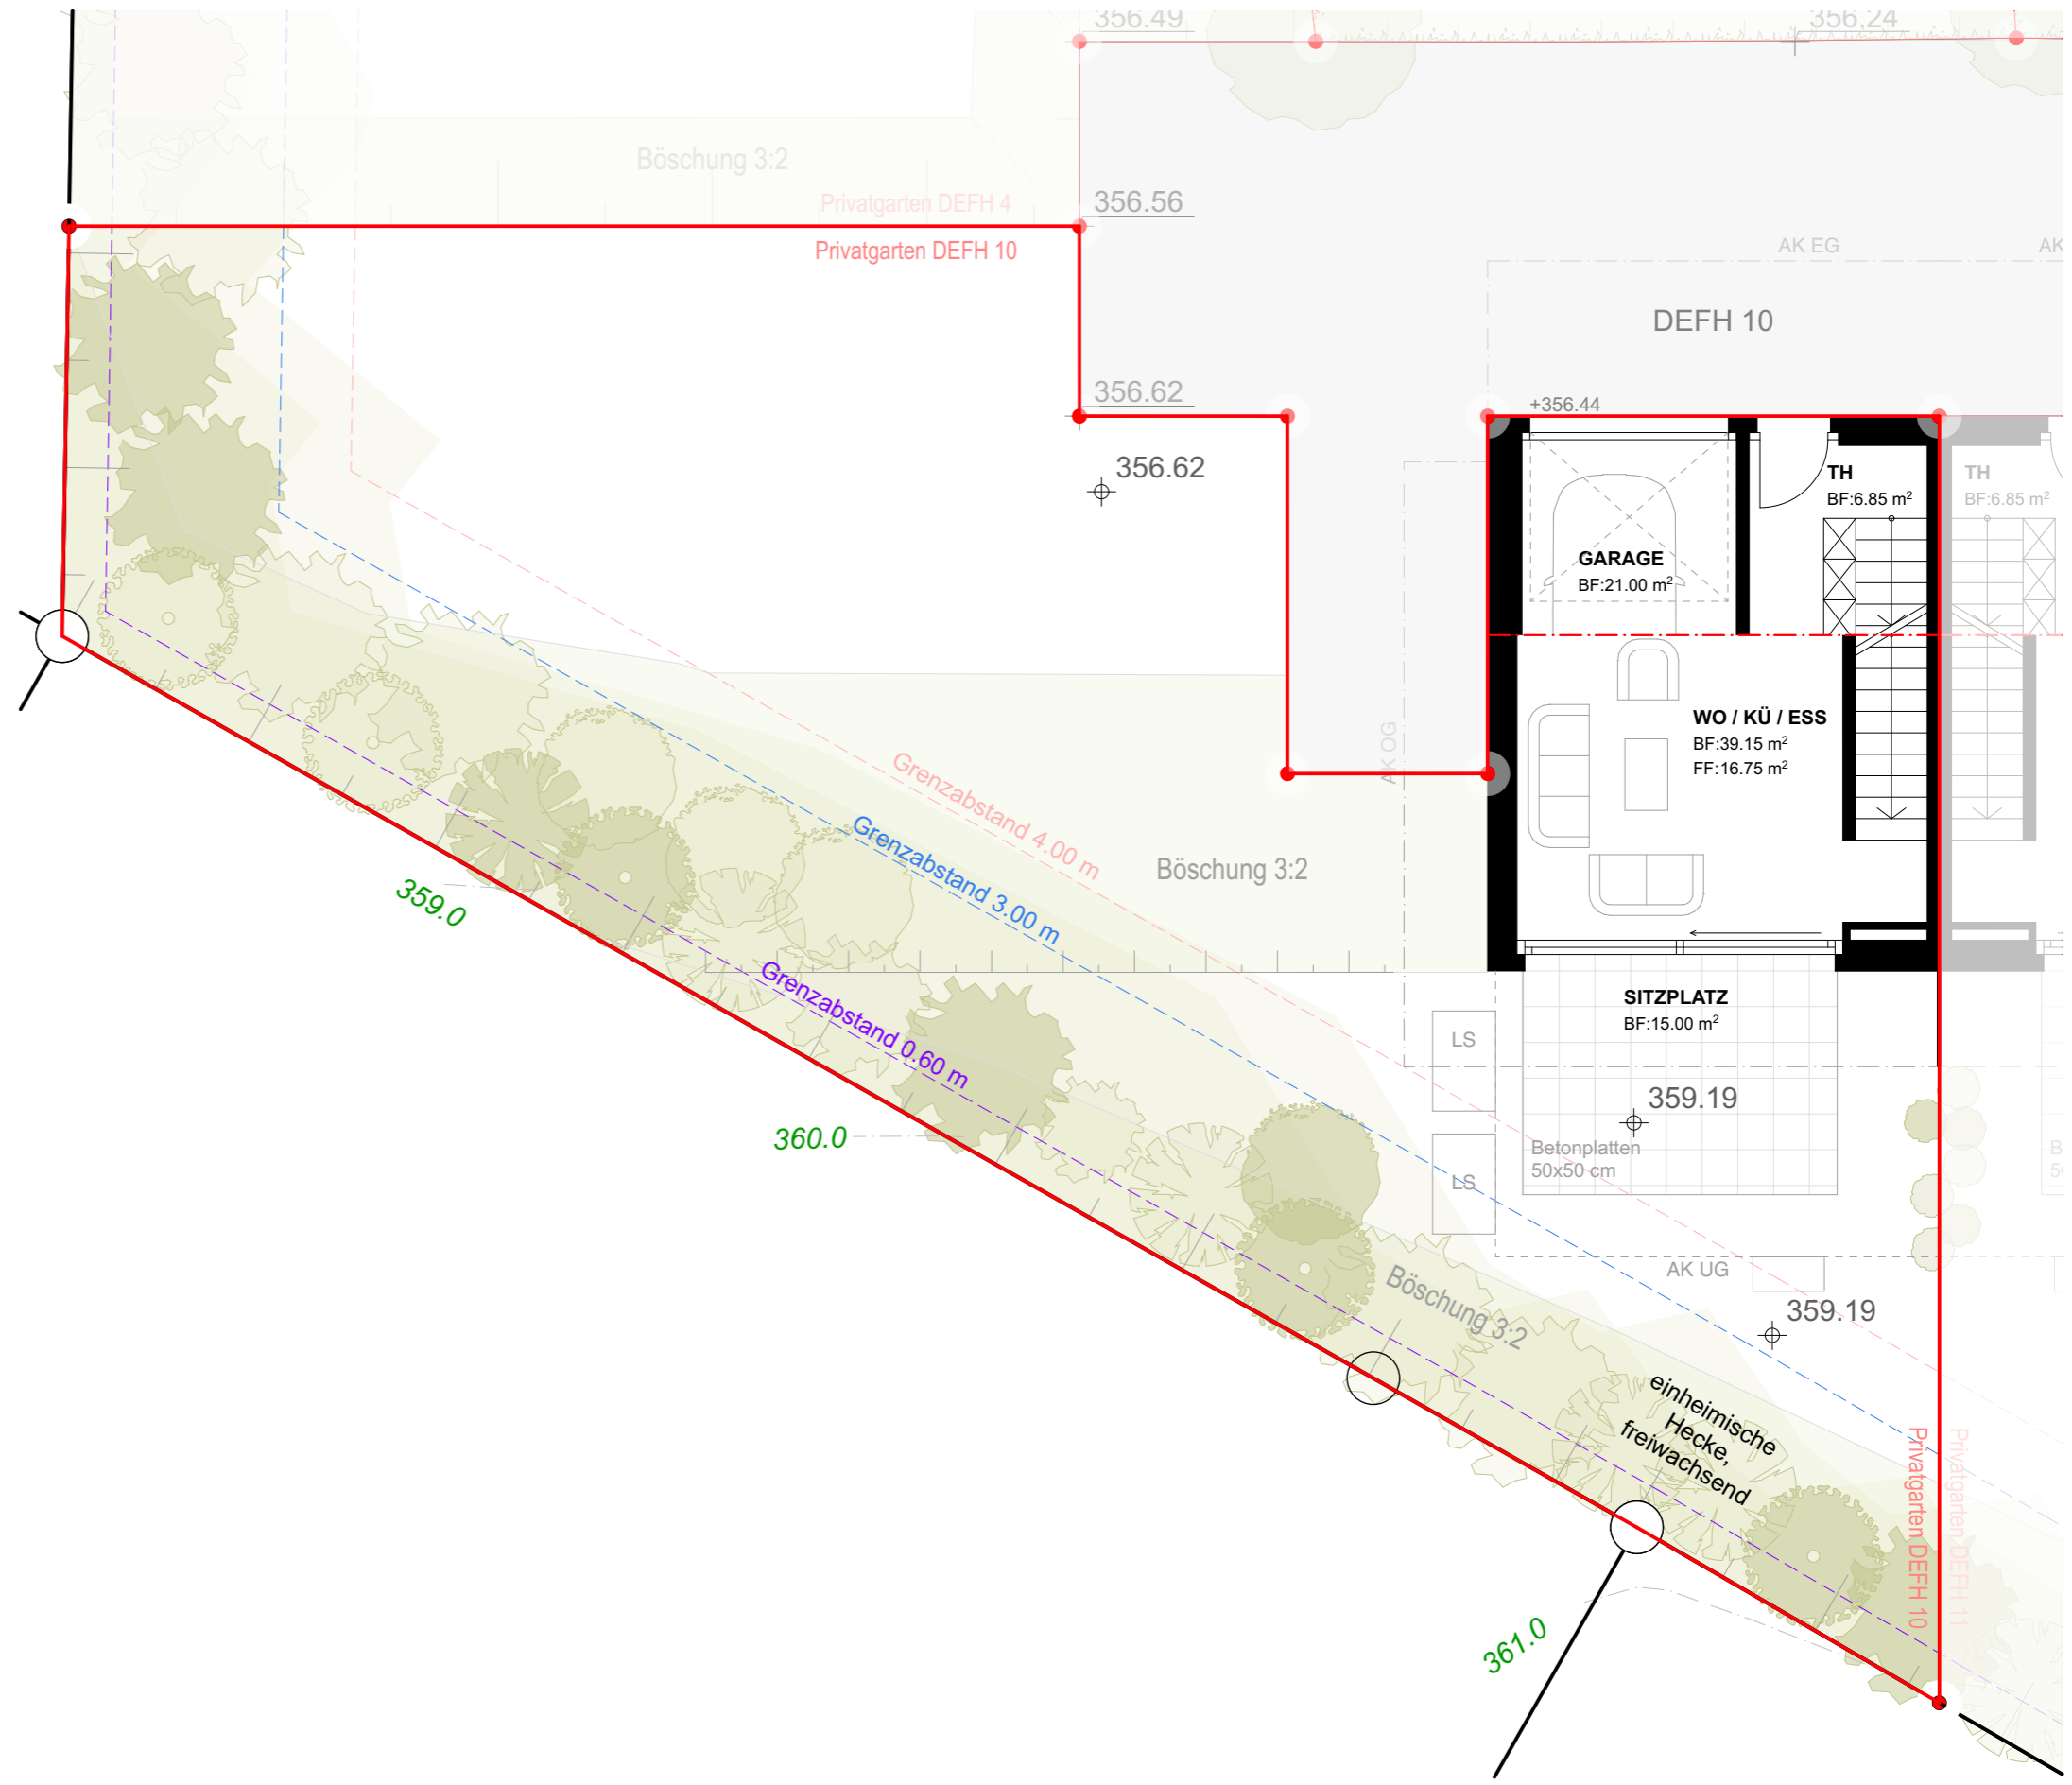 356.49
356.24
Böschung 3:2
Privatgarten DEFH 4
356.56
Privatgarten DEFH 10
AK EG
AK
DEFH 10
356.62
+356.44
356.62
TH
BF:6.85 m²
TH
BF:6.85 m²
GARAGE
BF:21.00 m²
WO / KÜ / ESS
BF:39.15 m²
FF:16.75 m²
AK OG
Grenzabstand 4.00 m
Grenzabstand 3.00 m
Böschung 3:2
359.0
Grenzabstand 0.60 m
SITZPLATZ
BF:15.00 m²
LS
359.19
360.0
Betonplatten
50x50 cm
B
50
LS
AK UG
Böschung 3:2
359.19
einheimische
Hecke,
freiwachsend
Privatgarten DEFH 10
Privatgarten DEFH 11
361.0